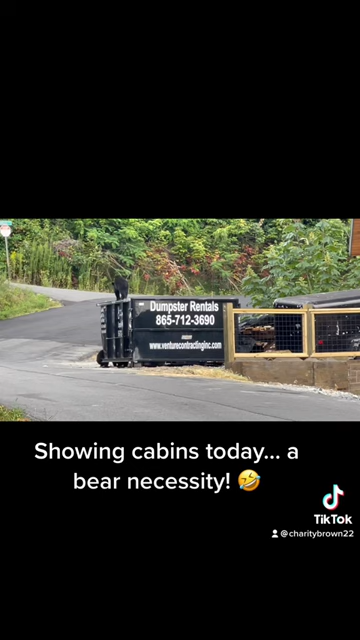 Dumpster Rentals
865-712-3690
www.venturecontractinginc.com
Showing cabins today... a
bear necessity! 🤣
TikTok
@charitybrown22